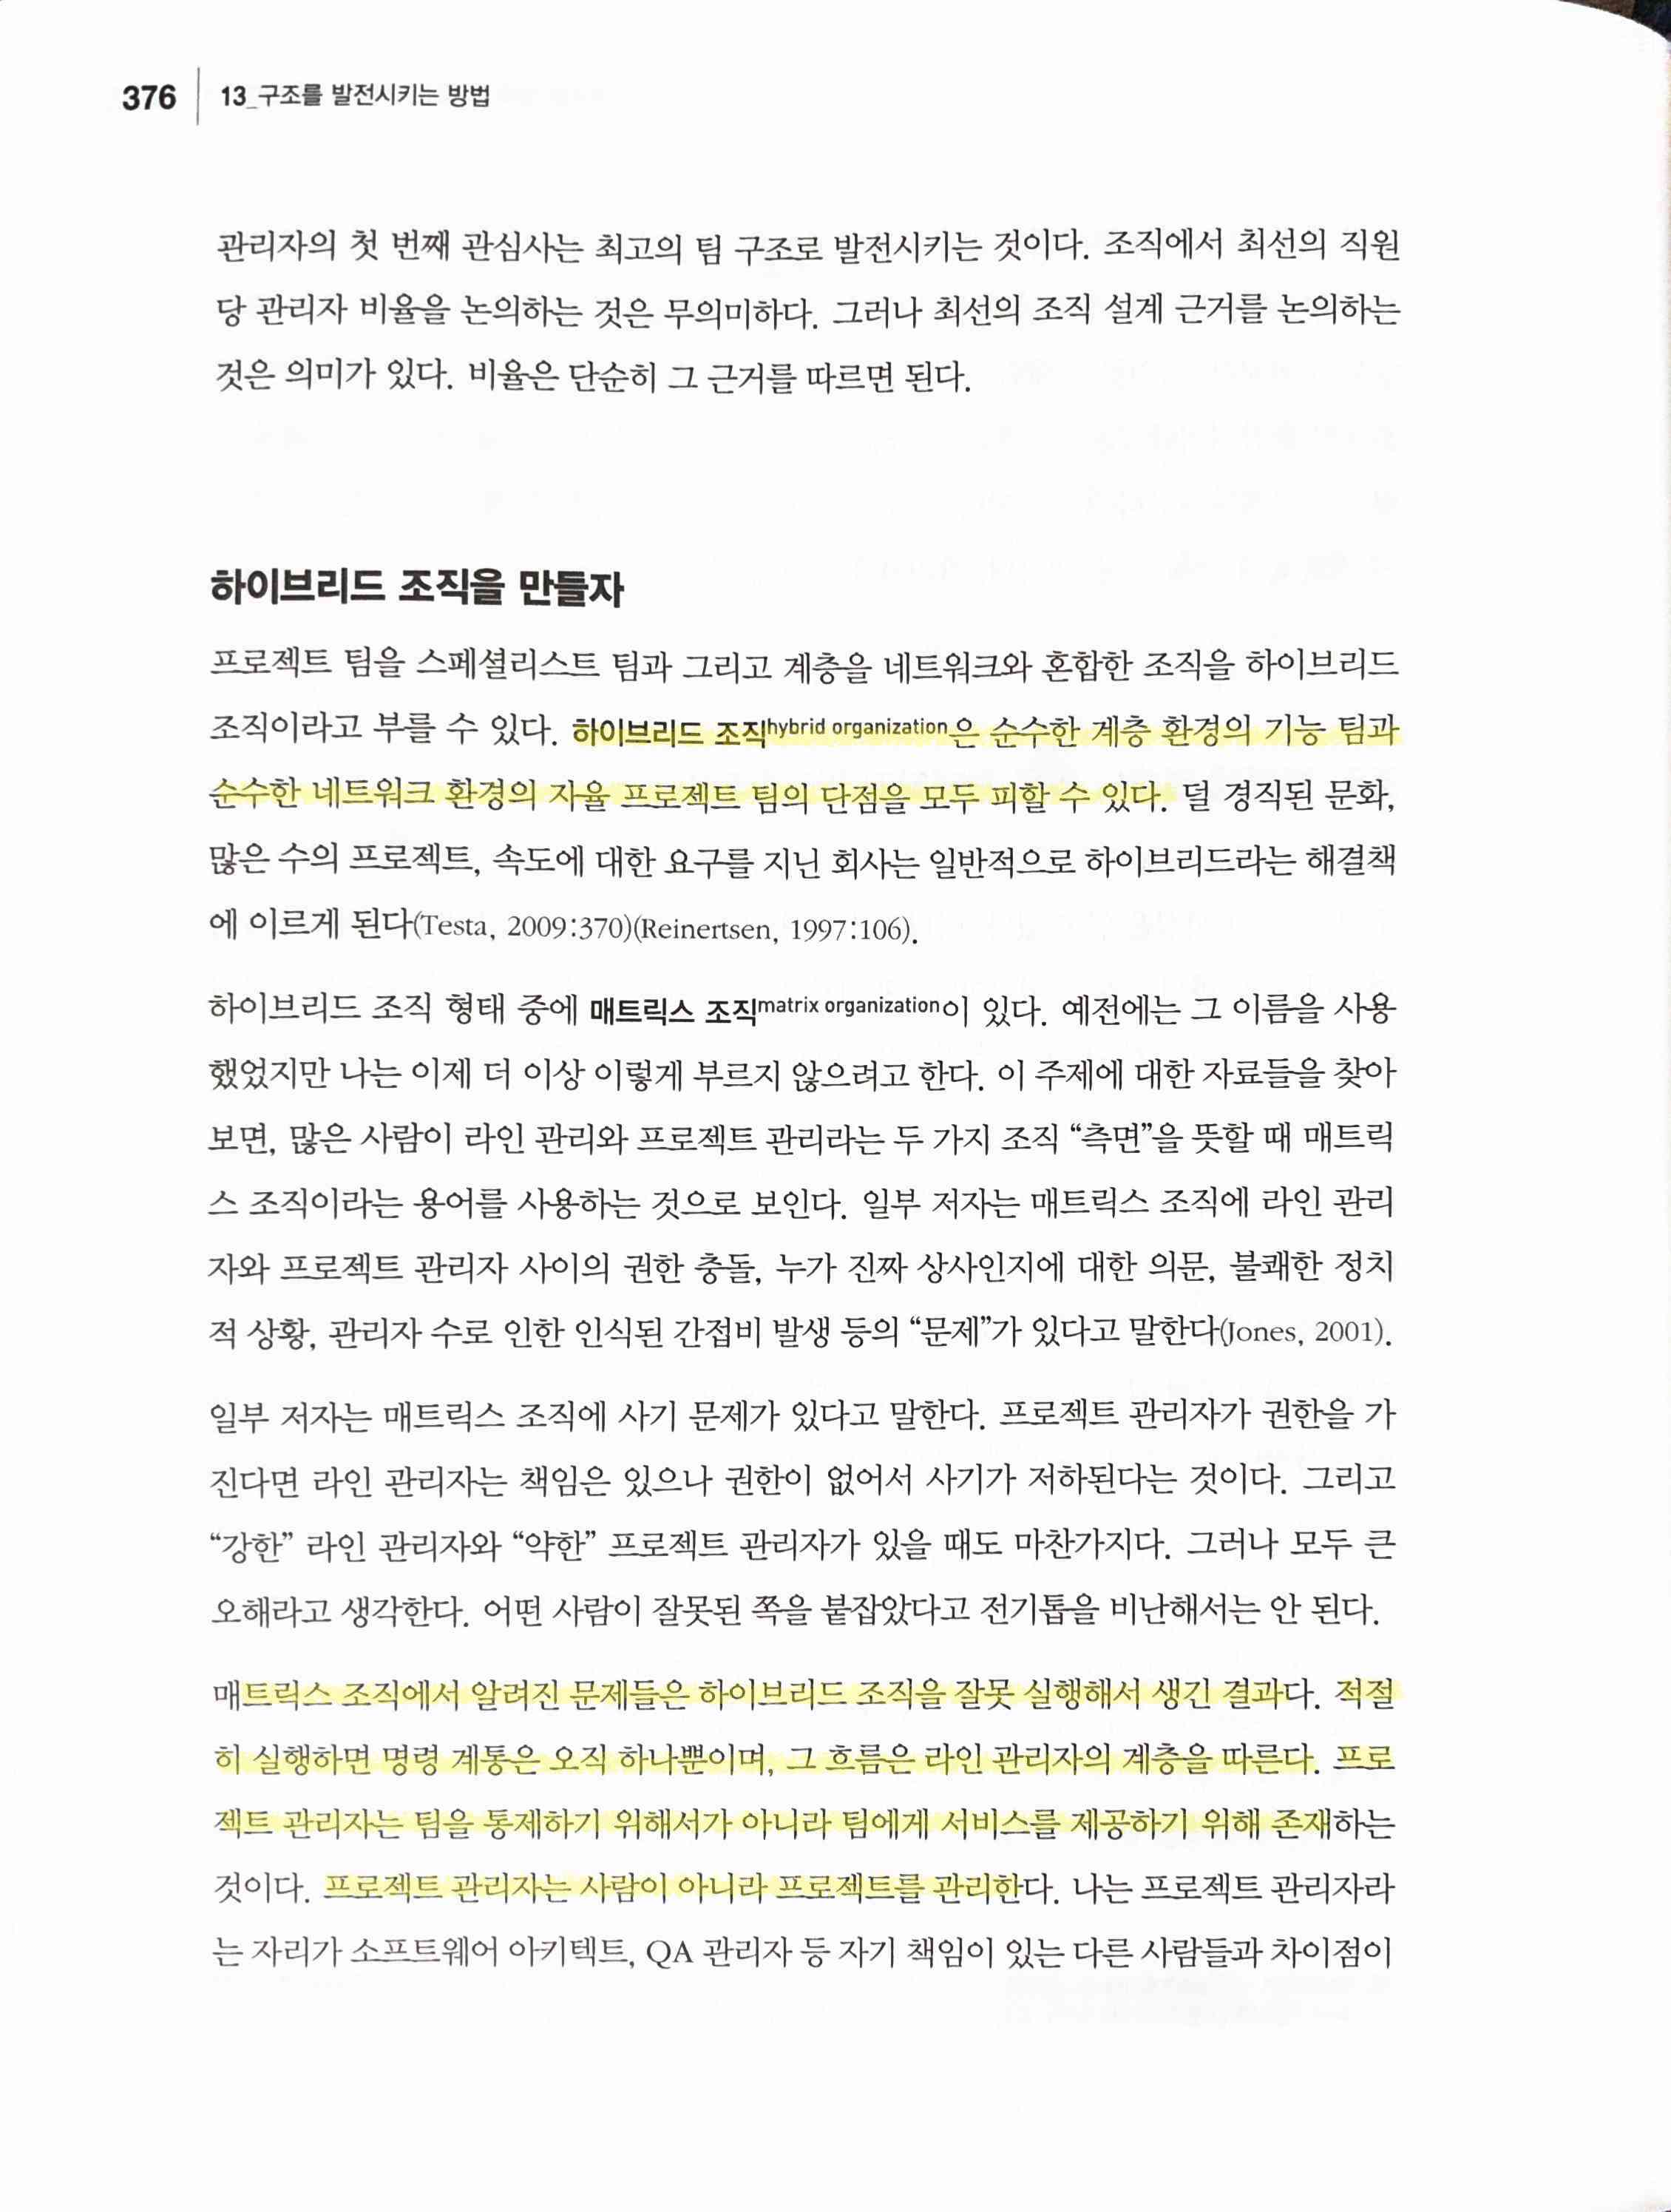 376 13_구조를 발전시키는 방법
관리자의 첫 번째 관심사는 최고의 팀 구조로 발전시키는 것이다. 조직에서 최선의 직원
당 관리자 비율을 논의하는 것은 무의미하다. 그러나 최선의 조직 설계 근거를 논의하는
것은 의미가 있다. 비율은 단순히 그 근거를 따르면 된다.
하이브리드 조직을 만들자
프로젝트 팀을 스페셜리스트 팀과 그리고 계층을 네트워크와 혼합한 조직을 하이브리드
조직이라고 부를 수 있다. 하이브리드 조직hybrid organization은 순수한 계층 환경의 기능 팀과
순수한 네트워크 환경의 자율 프로젝트 팀의 단점을 모두 피할 수 있다. 덜 경직된 문화,
많은 수의 프로젝트, 속도에 대한 요구를 지닌 회사는 일반적으로 하이브리드라는 해결책
에 이르게 된다(Testa, 2009:370)(Reinertsen, 1997:106).
하이브리드 조직 형태 중에 매트릭스 조직matrix organization이 있다. 예전에는 그 이름을 사용
했었지만 나는 이제 더 이상 이렇게 부르지 않으려고 한다. 이 주제에 대한 자료들을 찾아
보면, 많은 사람이 라인 관리와 프로젝트 관리라는 두 가지 조직 “측면”을 뜻할 때 매트릭
스 조직이라는 용어를 사용하는 것으로 보인다. 일부 저자는 매트릭스 조직에 라인 관리
자와 프로젝트 관리자 사이의 권한 충돌, 누가 진짜 상사인지에 대한 의문, 불쾌한 정치
적 상황, 관리자 수로 인한 인식된 간접비 발생 등의 “문제”가 있다고 말한다(Jones, 2001).
일부 저자는 매트릭스 조직에 사기 문제가 있다고 말한다. 프로젝트 관리자가 권한을 가
진다면 라인 관리자는 책임은 있으나 권한이 없어서 사기가 저하된다는 것이다. 그리고
“강한” 라인 관리자와 “약한” 프로젝트 관리자가 있을 때도 마찬가지다. 그러나 모두 큰
오해라고 생각한다. 어떤 사람이 잘못된 쪽을 붙잡았다고 전기톱을 비난해서는 안 된다.
매트릭스 조직에서 알려진 문제들은 하이브리드 조직을 잘못 실행해서 생긴 결과다. 적절
히 실행하면 명령 계통은 오직 하나뿐이며, 그 흐름은 라인 관리자의 계층을 따른다. 프로
젝트 관리자는 팀을 통제하기 위해서가 아니라 팀에게 서비스를 제공하기 위해 존재하는
것이다. 프로젝트 관리자는 사람이 아니라 프로젝트를 관리한다. 나는 프로젝트 관리자라
는 자리가 소프트웨어 아키텍트, QA 관리자 등 자기 책임이 있는 다른 사람들과 차이점이